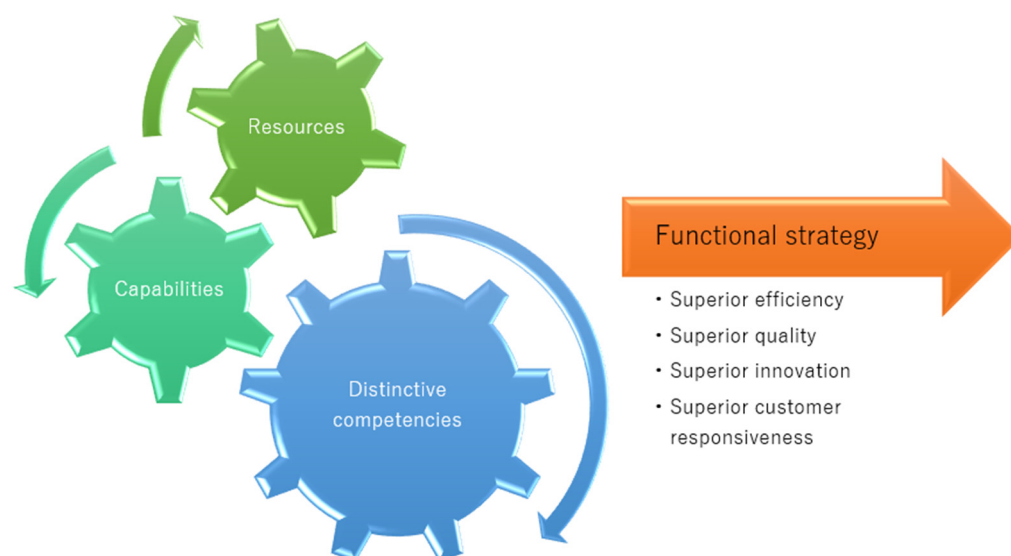 Resources
Capabilities
Distinctive
competencies
Functional strategy
• Superior efficiency
• Superior quality
• Superior innovation
• Superior customer
responsiveness